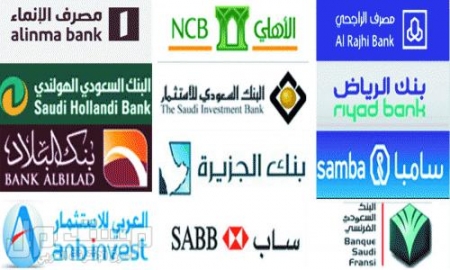 مصرف الإنماء
alinma bank
NCB الأهلي
مصرف الراجحي
Al Rajhi Bank
البنك السعودي الهولندي
Saudi Hollandi Bank
البنك السعودي للاستثمار
The Saudi Investment Bank
بنك الرياض
riyad bank
بنك البلاد
BANK ALBILAD
بنك الجزيرة
samba سامبا
العربي للاستثمار
anbinvest
SABB ساب
البنك
السعودي
الفرنسي
Banque
Saudi
Fransi